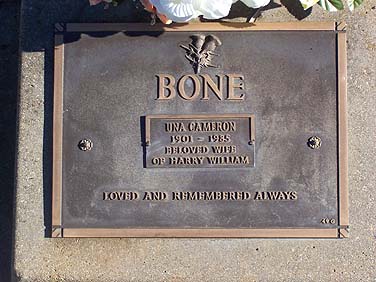 BONE
UNA CAMERON
1901 - 1985
BELOVED WIFE
OF HARRY WILLIAM
LOVED AND REMEMBERED ALWAYS